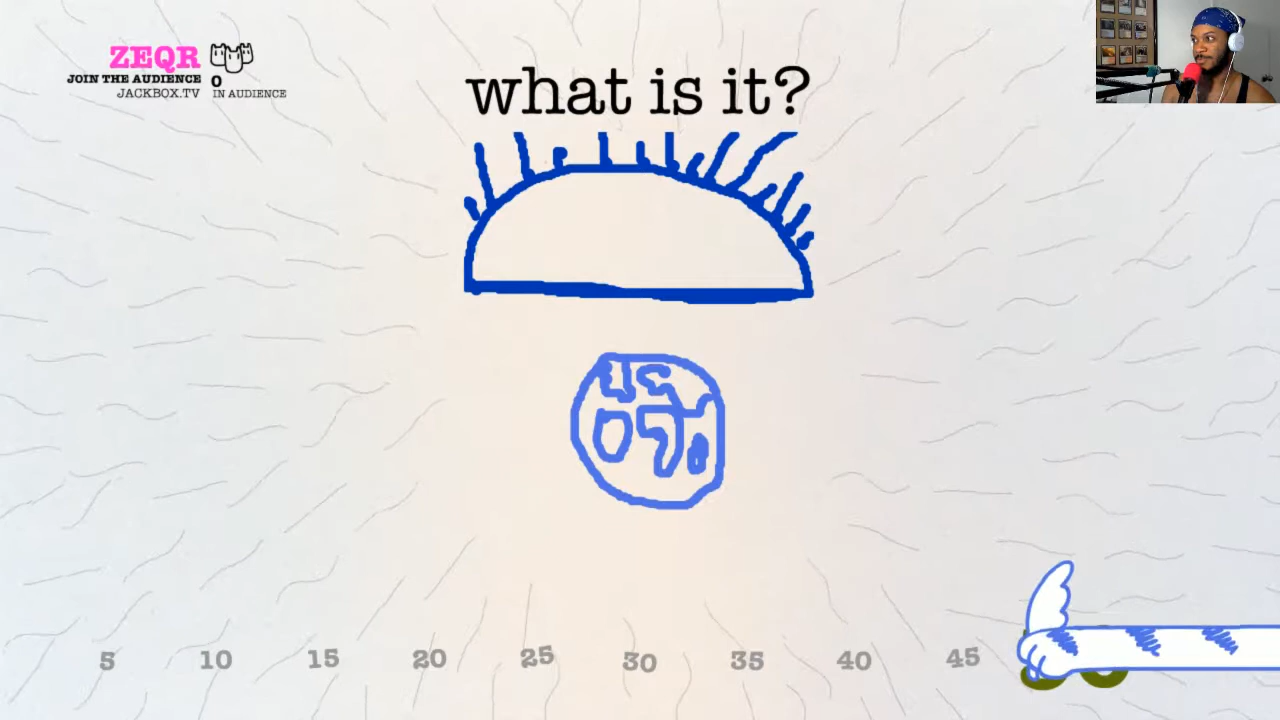 ZEQR
JOIN THE AUDIENCE
JACKBOX.TV
0
IN AUDIENCE
what is it?
5 10 15 20 25 30 35 40 45